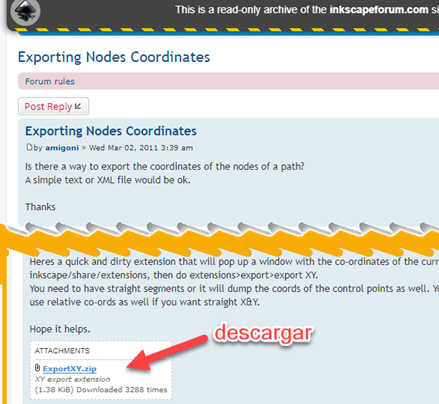 This is a read-only archive of the inkscapeforum.com si
Exporting Nodes Coordinates
Forum rules
Post Reply
Exporting Nodes Coordinates
by amigoni » Wed Mar 02, 2011 3:39 am
Is there a way to export the coordinates of the nodes of a path?
A simple text or XML file would be ok.
Thanks
Heres a quick and dirty extension that will pop up a window with the co-ordinates of the curr
inkscape/share/extensions, then do extensions>export>export XY.
You need to have straight segments or it will dump the coords of the control points as well. Yo
use relative co-ords as well if you want straight X&Y.
Hope it helps.
descargar
ATTACHMENTS
ExportXY.zip
XY export extension
(1.38 KiB) Downloaded 3288 times